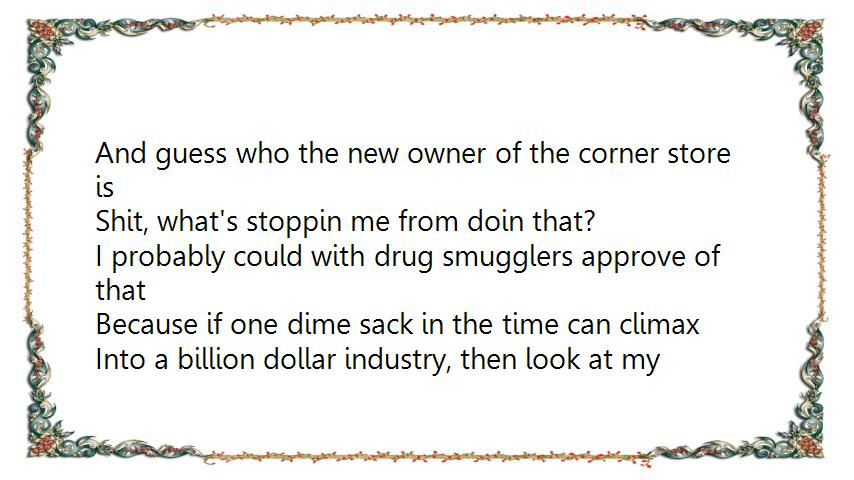 And guess who the new owner of the corner store
is
Shit, what's stoppin me from doin that?
I probably could with drug smugglers approve of
that
Because if one dime sack in the time can climax
Into a billion dollar industry, then look at my